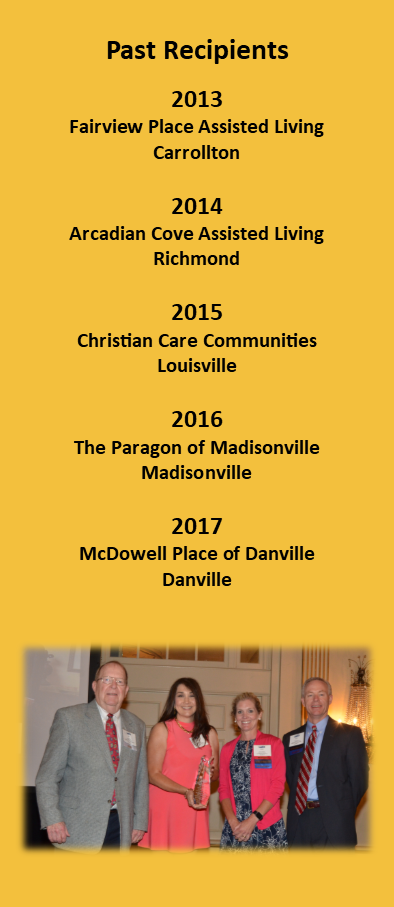 Past Recipients
2013
Fairview Place Assisted Living
Carrollton
2014
Arcadian Cove Assisted Living
Richmond
2015
Christian Care Communities
Louisville
2016
The Paragon of Madisonville
Madisonville
2017
McDowell Place of Danville
Danville